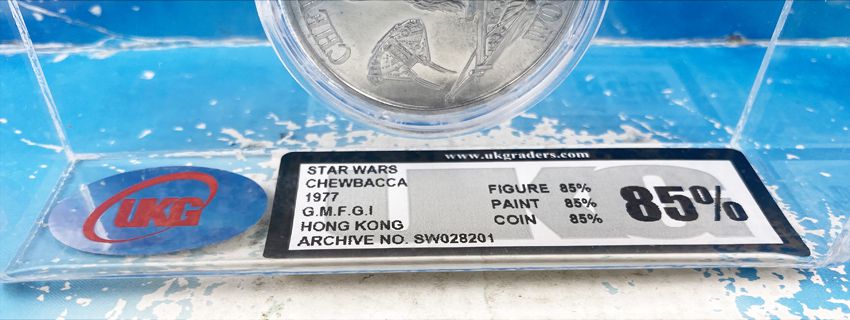 www.ukgraders.com
STAR WARS
CHEWBACCA
1977
G.M.F.G.I
HONG KONG
ARCHIVE NO. SW028201
FIGURE 85%
PAINT 85%
COIN 85%
85%
UKG